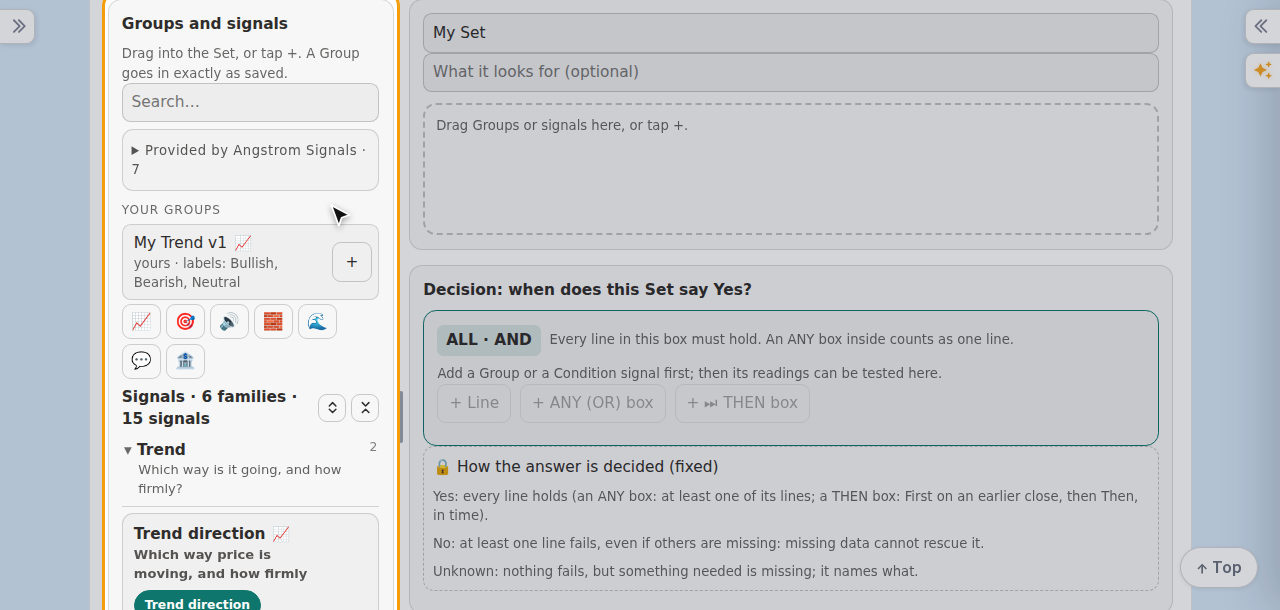 Groups and signals
Drag into the Set, or tap +. A Group
goes in exactly as saved.
Search...
▶ Provided by Angstrom Signals ·
7
YOUR GROUPS
My Trend v1 📈
yours · labels: Bullish,
Bearish, Neutral
+
Signals · 6 families ·
15 signals
▼ Trend
2
Which way is it going, and how
firmly?
Trend direction 📈
Which way price is
moving, and how firmly
Trend direction
My Set
What it looks for (optional)
Drag Groups or signals here, or tap +.
Decision: when does this Set say Yes?
ALL · AND Every line in this box must hold. An ANY box inside counts as one line.
Add a Group or a Condition signal first; then its readings can be tested here.
+ Line
+ ANY (OR) box
+ ⏭ THEN box
🔒 How the answer is decided (fixed)
Yes: every line holds (an ANY box: at least one of its lines; a THEN box: First on an earlier close, then Then,
in time).
No: at least one line fails, even if others are missing: missing data cannot rescue it.
Unknown: nothing fails, but something needed is missing; it names what.
↑ Top